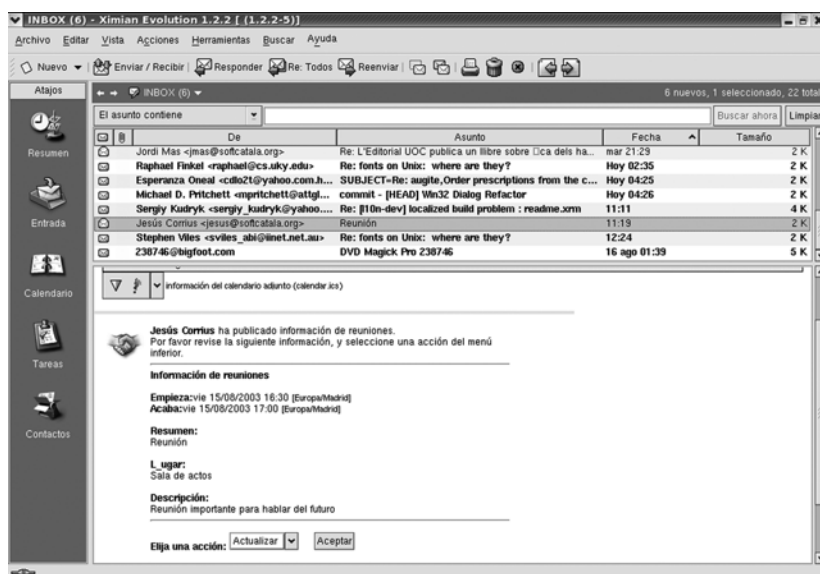 INBOX (6) - Ximian Evolution 1.2.2 [ (1.2.2-5)]
Archivo Editar Vista Acciones Herramientas Buscar Ayuda
Nuevo Enviar / Recibir Responder Re: Todos Reenviar
Atajos INBOX (6) 6 nuevos, 1 seleccionado, 22 total
El asunto contiene Buscar ahora Limpiar
De Asunto Fecha Tamaño
Jordi Mas <jmas@softcatala.org> Re: L'Editorial UOC publica un llibre sobre □ca dels ha... mar 21:29 2 K
Raphael Finkel <raphael@cs.uky.edu> Re: fonts on Unix: where are they? Hoy 02:35 2 K
Esperanza Oneal <cdlo2t@yahoo.com.h... SUBJECT=Re: augite,Order prescriptions from the c... Hoy 04:25 2 K
Michael D. Pritchett <mpritchett@attgl... commit - [HEAD] Win32 Dialog Refactor Hoy 04:26 2 K
Sergiy Kudryk <sergiy_kudryk@yahoo.... Re: [l10n-dev] localized build problem : readme.xrm 11:11 4 K
Jesús Corrius <jesus@softcatala.org> Reunión 11:19 2 K
Stephen Viles <sviles_abi@iinet.net.au> Re: fonts on Unix: where are they? 12:24 2 K
238746@bigfoot.com DVD Magick Pro 238746 16 ago 01:39 5 K
Resumen
Entrada
Calendario
Tareas
Contactos
información del calendario adjunto (calendar.ics)
Jesús Corrius ha publicado información de reuniones.
Por favor revise la siguiente información, y seleccione una acción del menú
inferior.
Información de reuniones
Empieza:vie 15/08/2003 16:30 [Europa/Madrid]
Acaba:vie 15/08/2003 17:00 [Europa/Madrid]
Resumen:
Reunión
L_ugar:
Sala de actos
Descripción:
Reunión importante para hablar del futuro
Elija una acción: Actualizar Aceptar